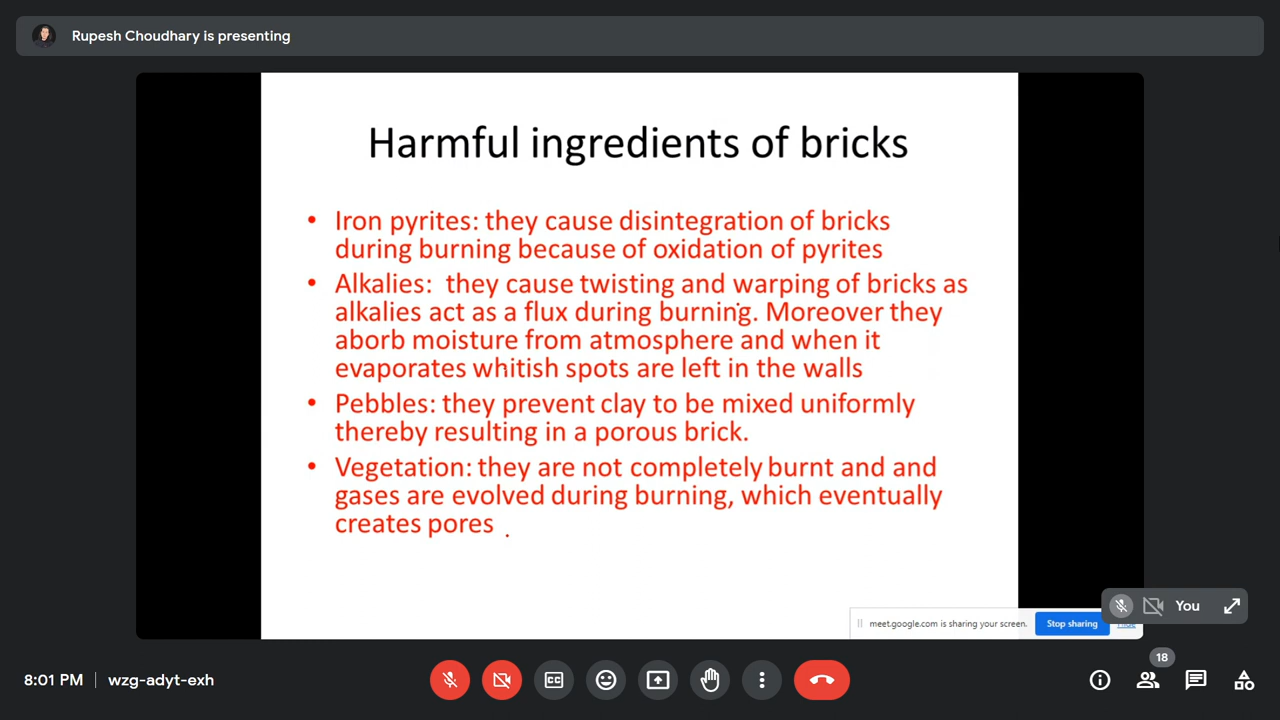 Rupesh Choudhary is presenting
Harmful ingredients of bricks
• Iron pyrites: they cause disintegration of bricks
during burning because of oxidation of pyrites
• Alkalies:  they cause twisting and warping of bricks as
alkalies act as a flux during burning. Moreover they
aborb moisture from atmosphere and when it
evaporates whitish spots are left in the walls
• Pebbles: they prevent clay to be mixed uniformly
thereby resulting in a porous brick.
• Vegetation: they are not completely burnt and and
gases are evolved during burning, which eventually
creates pores
You
meet.google.com is sharing your screen. Stop sharing
18
8:01 PM | wzg-adyt-exh
CC